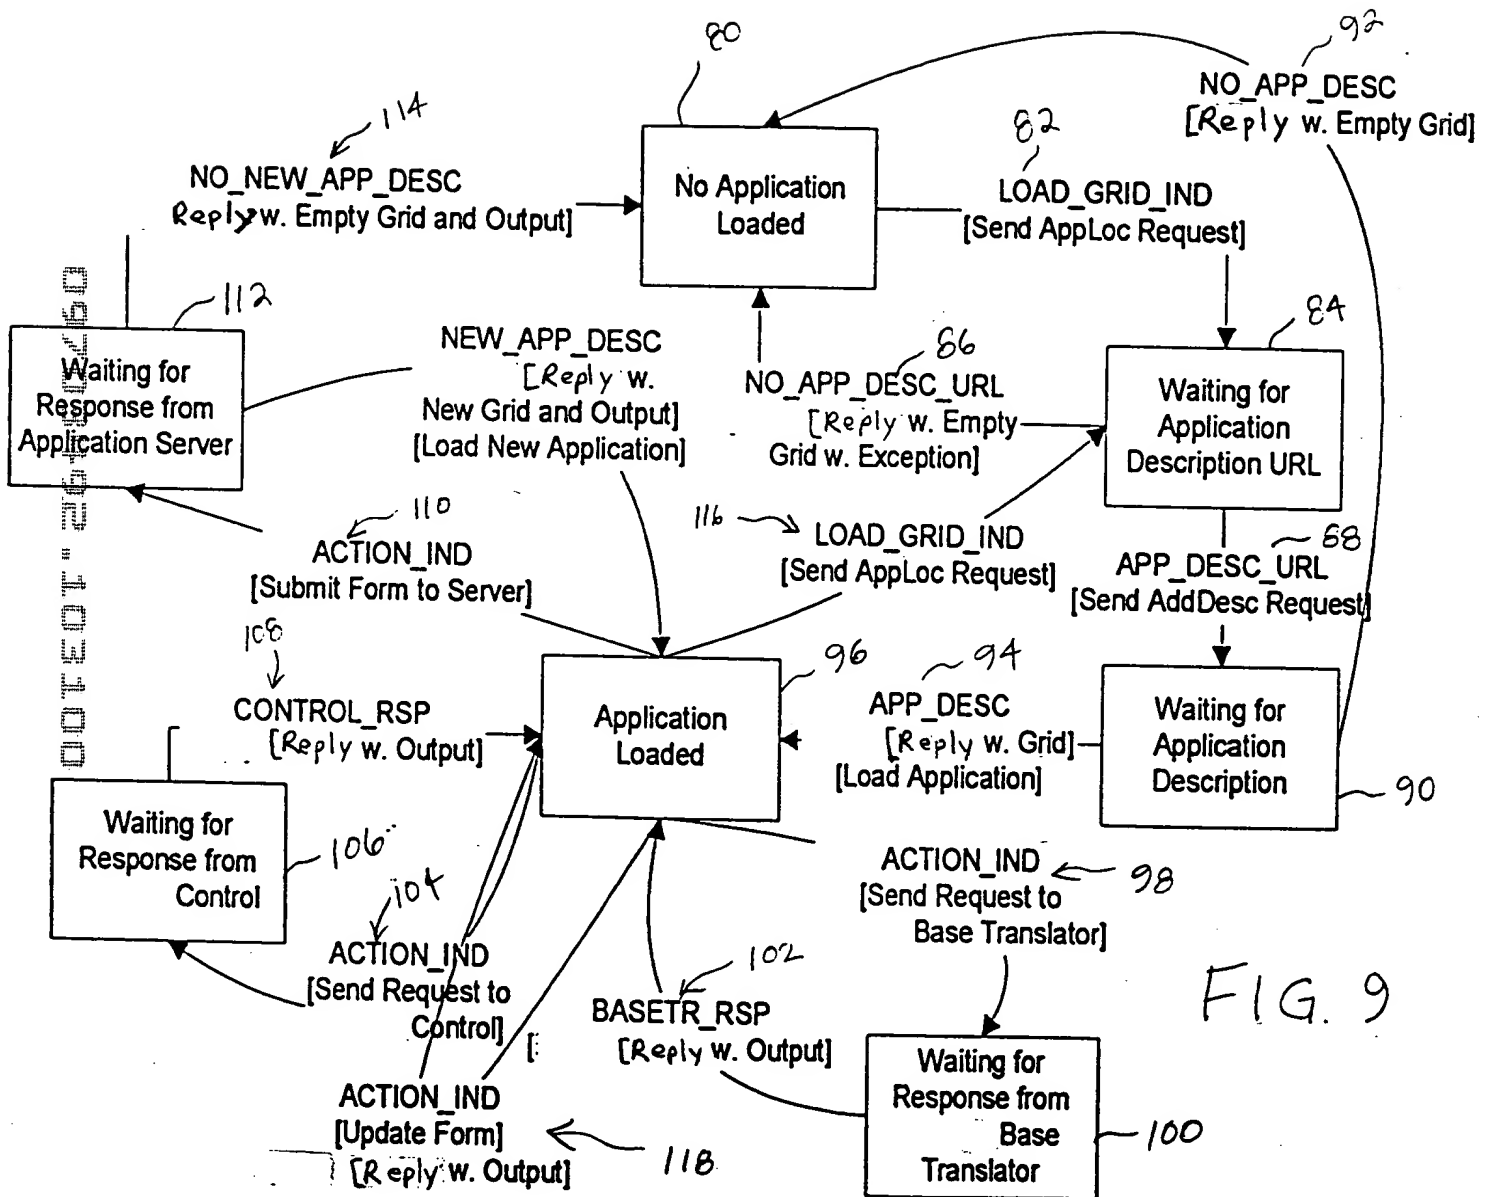 80
92
NO_APP_DESC
[Reply w. Empty Grid]
114
NO_NEW_APP_DESC
Reply w. Empty Grid and Output]
No Application
Loaded
82
LOAD_GRID_IND
[Send AppLoc Request]
112
Waiting for
Response from
Application Server
NEW_APP_DESC
[Reply w.
New Grid and Output]
[Load New Application]
86
NO_APP_DESC_URL
[Reply w. Empty
Grid w. Exception]
84
Waiting for
Application
Description URL
110
ACTION_IND
[Submit Form to Server]
116
LOAD_GRID_IND
[Send AppLoc Request]
88
APP_DESC_URL
[Send AddDesc Request]
108
CONTROL_RSP
[Reply w. Output]
96
Application
Loaded
94
APP_DESC
[Reply w. Grid]
[Load Application]
Waiting for
Application
Description
90
Waiting for
Response from
Control
106
104
ACTION_IND
[Send Request to
Control]
[
ACTION_IND
[Send Request to
Base Translator]
98
102
BASETR_RSP
[Reply w. Output]
FIG. 9
ACTION_IND
[Update Form]
[Reply w. Output]
118
Waiting for
Response from
Base
Translator
100